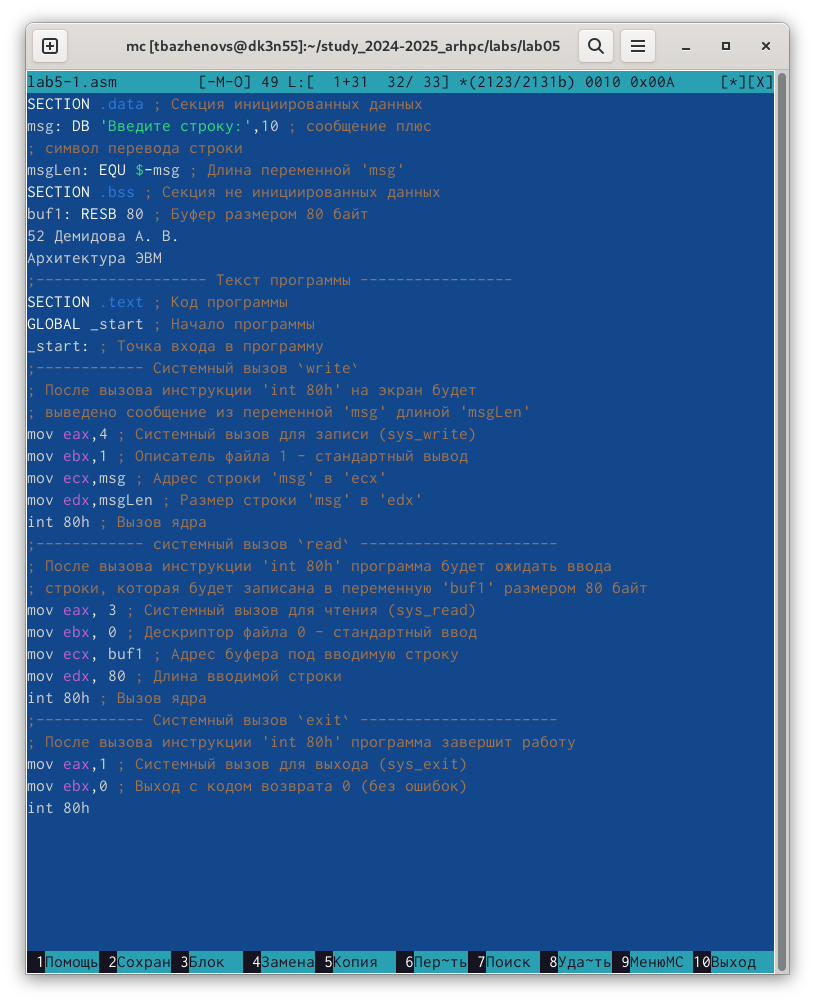 mc [tbazhenovs@dk3n55]:~/study_2024-2025_arhpc/labs/lab05
lab5-1.asm [-M-O] 49 L:[ 1+31 32/ 33] *(2123/2131b) 0010 0x00A [*][X]
SECTION .data ; Секция инициированных данных
msg: DB 'Введите строку:',10 ; сообщение плюс
; символ перевода строки
msgLen: EQU $-msg ; Длина переменной 'msg'
SECTION .bss ; Секция не инициированных данных
buf1: RESB 80 ; Буфер размером 80 байт
52 Демидова А. В.
Архитектура ЭВМ
;------------------- Текст программы -----------------
SECTION .text ; Код программы
GLOBAL _start ; Начало программы
_start: ; Точка входа в программу
;------------ Системный вызов `write`
; После вызова инструкции 'int 80h' на экран будет
; выведено сообщение из переменной 'msg' длиной 'msgLen'
mov eax,4 ; Системный вызов для записи (sys_write)
mov ebx,1 ; Описатель файла 1 - стандартный вывод
mov ecx,msg ; Адрес строки 'msg' в 'ecx'
mov edx,msgLen ; Размер строки 'msg' в 'edx'
int 80h ; Вызов ядра
;------------ системный вызов `read` ----------------------
; После вызова инструкции 'int 80h' программа будет ожидать ввода
; строки, которая будет записана в переменную 'buf1' размером 80 байт
mov eax, 3 ; Системный вызов для чтения (sys_read)
mov ebx, 0 ; Дескриптор файла 0 - стандартный ввод
mov ecx, buf1 ; Адрес буфера под вводимую строку
mov edx, 80 ; Длина вводимой строки
int 80h ; Вызов ядра
;------------ Системный вызов `exit` ----------------------
; После вызова инструкции 'int 80h' программа завершит работу
mov eax,1 ; Системный вызов для выхода (sys_exit)
mov ebx,0 ; Выход с кодом возврата 0 (без ошибок)
int 80h
1Помощь 2Сохран 3Блок 4Замена 5Копия 6Пер~ть 7Поиск 8Уда~ть 9МенюMC 10Выход